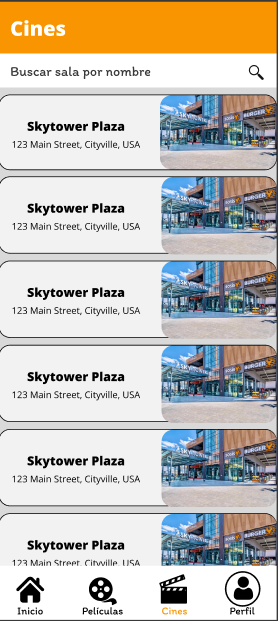 Cines
Buscar sala por nombre
Skytower Plaza
123 Main Street, Cityville, USA
Skytower Plaza
123 Main Street, Cityville, USA
Skytower Plaza
123 Main Street, Cityville, USA
Skytower Plaza
123 Main Street, Cityville, USA
Skytower Plaza
123 Main Street, Cityville, USA
Skytower Plaza
123 Main Street, Cityville, USA
Inicio
Películas
Cines
Perfil